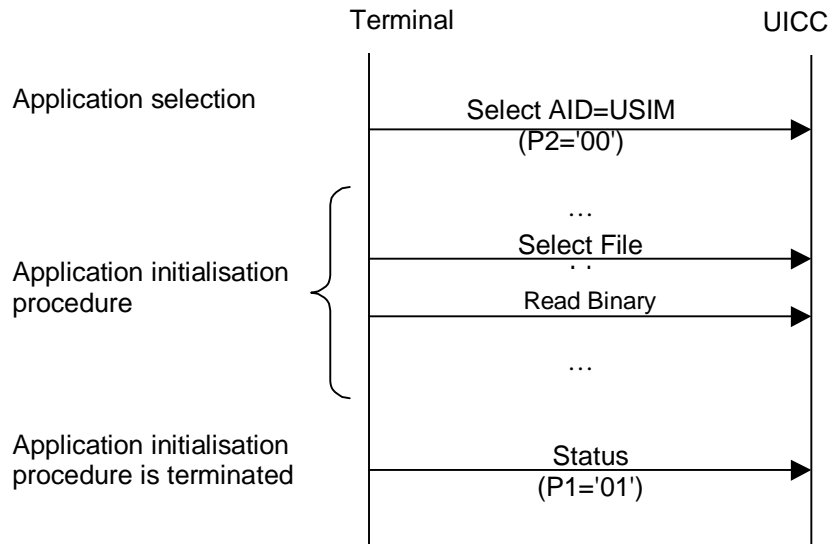 Terminal UICC
Application selection
Select AID=USIM
(P2='00')
...
Select File
. .
Application initialisation
procedure
Read Binary
...
Application initialisation
procedure is terminated
Status
(P1='01')